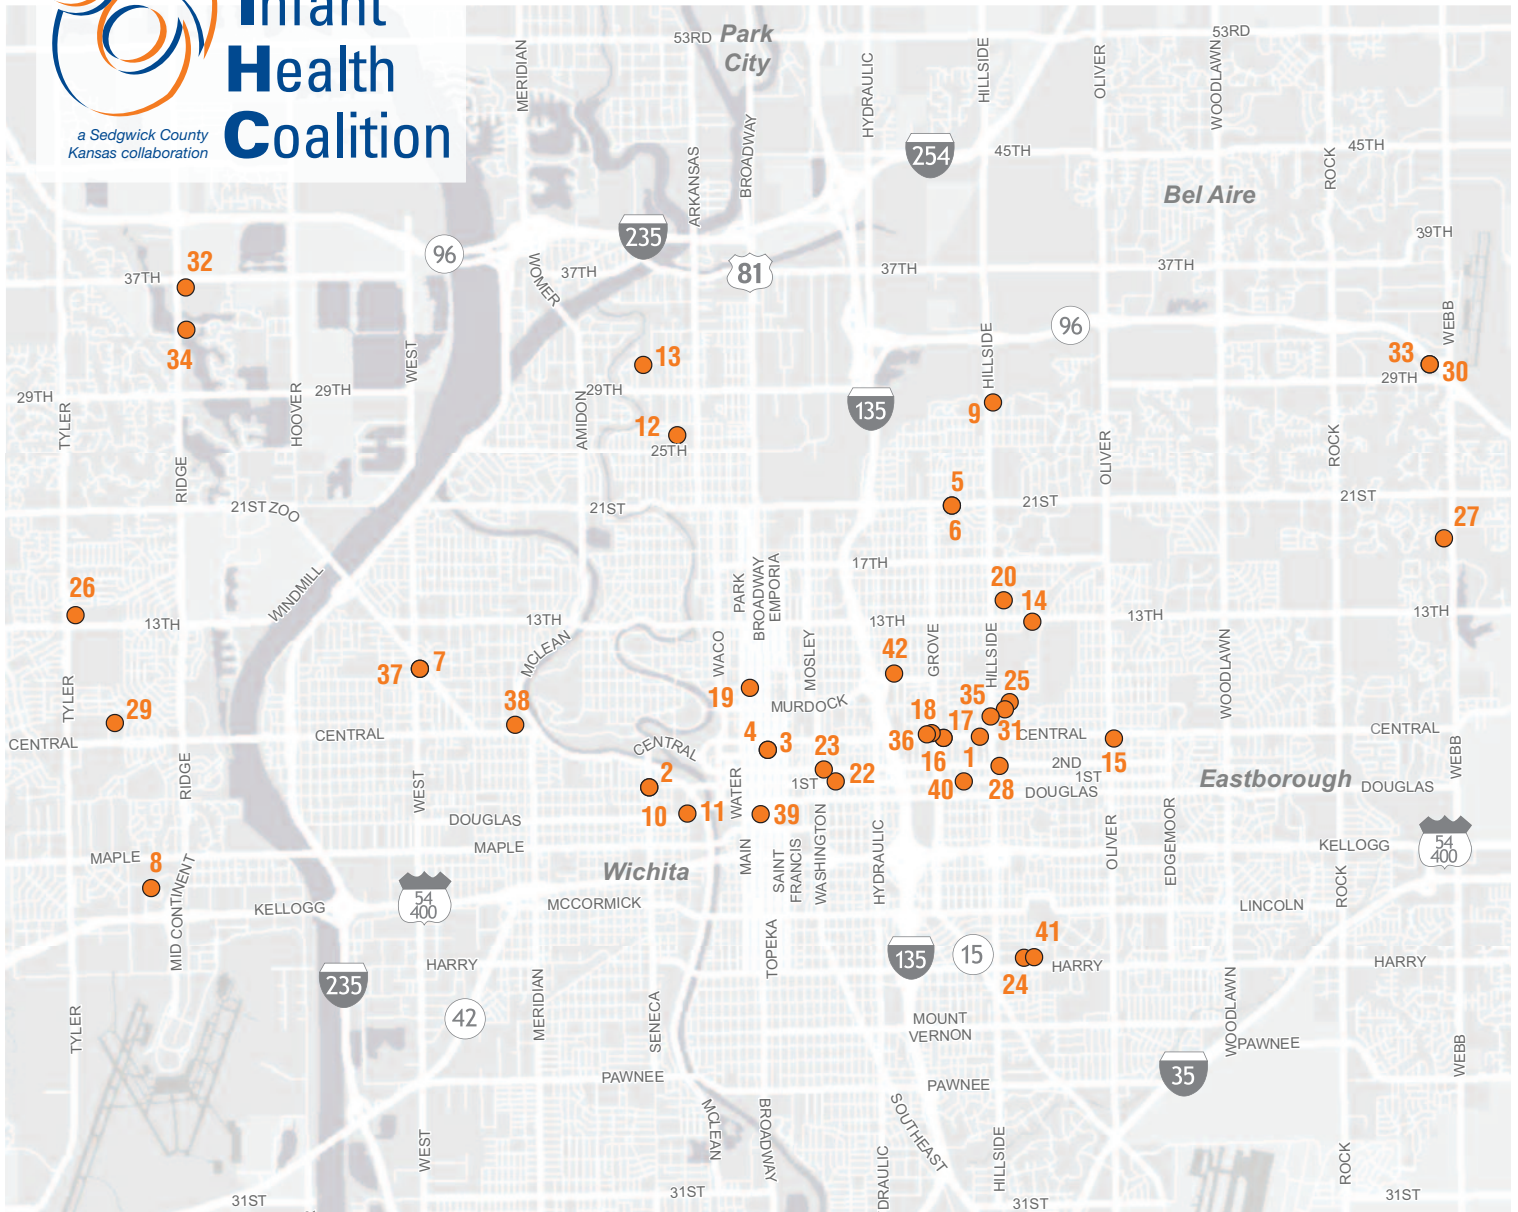 Infant
Health
Coalition
a Sedgwick County
Kansas collaboration
53RD
Park
City
53RD
MERIDIAN
HYDRAULIC
HILLSIDE
OLIVER
WOODLAWN
BROADWAY
ARKANSAS
254
45TH
45TH
ROCK
Bel Aire
235
96
39TH
32
37TH
WOMER
37TH
81
37TH
37TH
34
96
WEBB
HILLSIDE
WEST
13
33
30
29TH
29TH
29TH
29TH
9
135
TYLER
HOOVER
AMIDON
12
25TH
OLIVER
ROCK
RIDGE
5
6
21ST
ZOO
21ST
21ST
21ST
27
17TH
WINDMILL
PARK
BROADWAY
EMPORIA
26
20
14
13TH
13TH
13TH
13TH
13TH
MCLEAN
WACO
MOSLEY
GROVE
HILLSIDE
WOODLAWN
42
37
7
19
MURDOCK
TYLER
29
38
35
25
18
17
31
36
16
1
CENTRAL
CENTRAL
CENTRAL
CENTRAL
CENTRAL
4
3
15
WEBB
RIDGE
WEST
2
WATER
23
22
1ST
40
28
2ND
1ST
DOUGLAS
Eastborough
DOUGLAS
10
11
39
DOUGLAS
MAPLE
MAPLE
8
MID CONTINENT
Wichita
MAIN
SAINT
FRANCIS
WASHINGTON
HYDRAULIC
OLIVER
EDGEMOOR
KELLOGG
54
400
ROCK
54
400
KELLOGG
MCCORMICK
LINCOLN
TOPEKA
135
15
41
24
HARRY
HARRY
HARRY
235
42
TYLER
MERIDIAN
SENECA
MOUNT
VERNON
WOODLAWN
PAWNEE
WEBB
PAWNEE
PAWNEE
35
WEST
MCLEAN
BROADWAY
SOUTHEAST
HILLSIDE
ROCK
DRAULIC
31ST
31ST
31ST
31ST